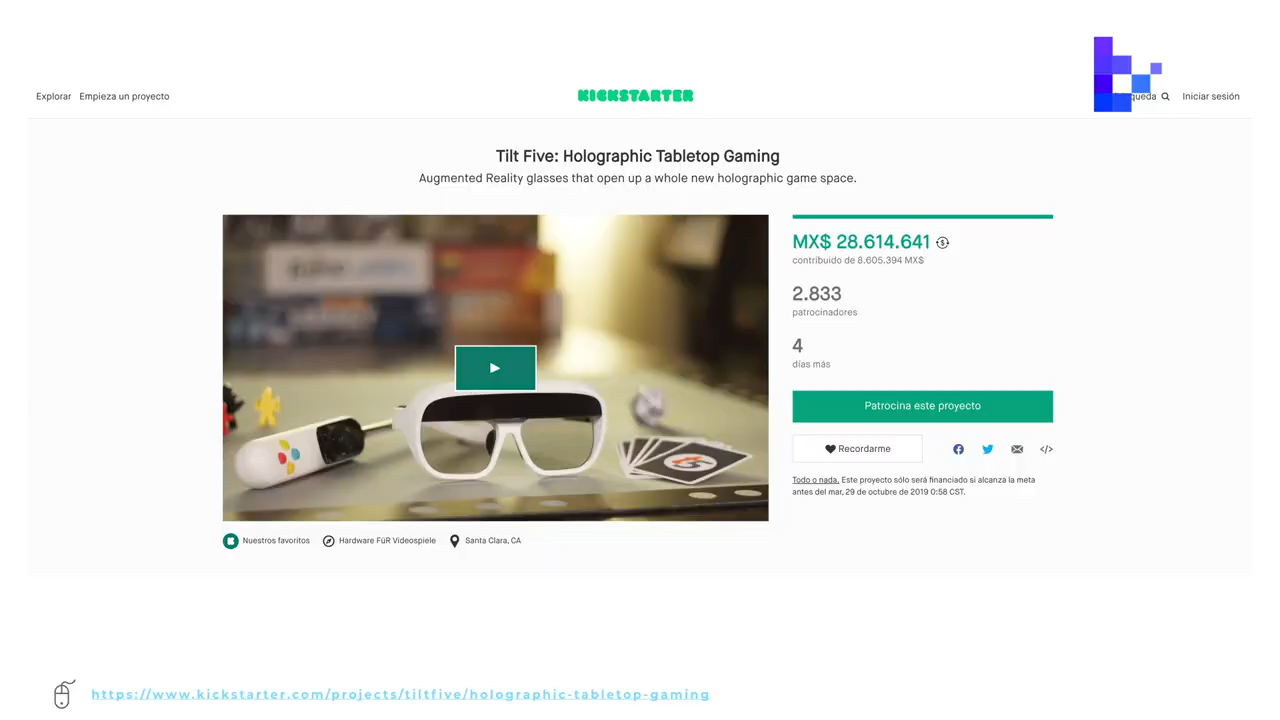 Explorar Empieza un proyecto
KICKSTARTER
queda
Iniciar sesión
Tilt Five: Holographic Tabletop Gaming
Augmented Reality glasses that open up a whole new holographic game space.
MX$ 28.614.641
contribuido de 8.605.394 MX$
2.833
patrocinadores
4
días más
Patrocina este proyecto
Recordarme
Todo o nada. Este proyecto sólo será financiado si alcanza la meta
antes del mar, 29 de octubre de 2019 0:58 CST.
Nuestros favoritos
Hardware FüR Videospiele
Santa Clara, CA
https://www.kickstarter.com/projects/tiltfive/holographic-tabletop-gaming